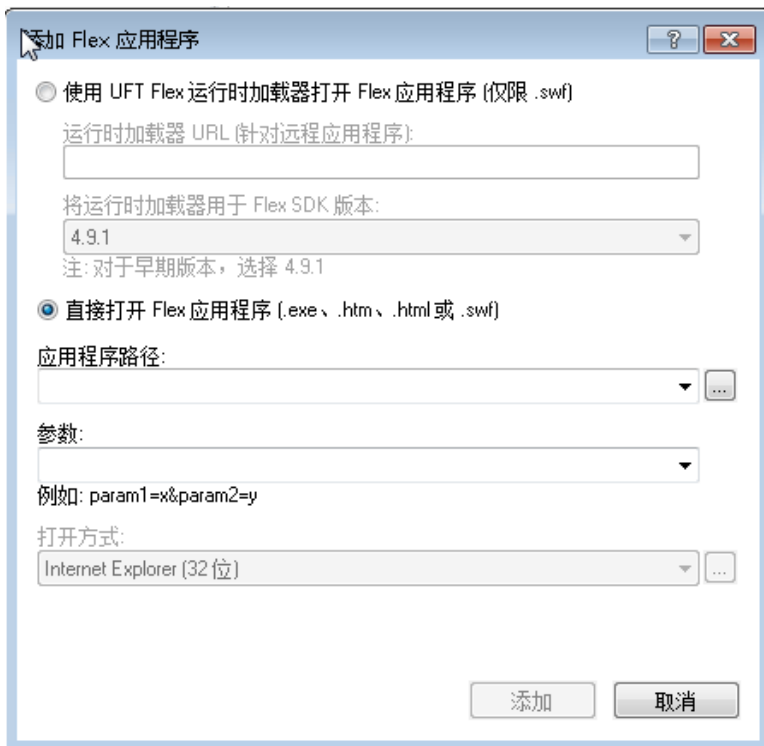 添加 Flex 应用程序
使用 UFT Flex 运行时加载器打开 Flex 应用程序 (仅限 .swf)
运行时加载器 URL (针对远程应用程序):
将运行时加载器用于 Flex SDK 版本:
4.9.1
注: 对于早期版本，选择 4.9.1
直接打开 Flex 应用程序 (.exe、.htm、.html 或 .swf)
应用程序路径:
...
参数:
例如: param1=x&param2=y
打开方式:
Internet Explorer (32 位)
...
添加
取消